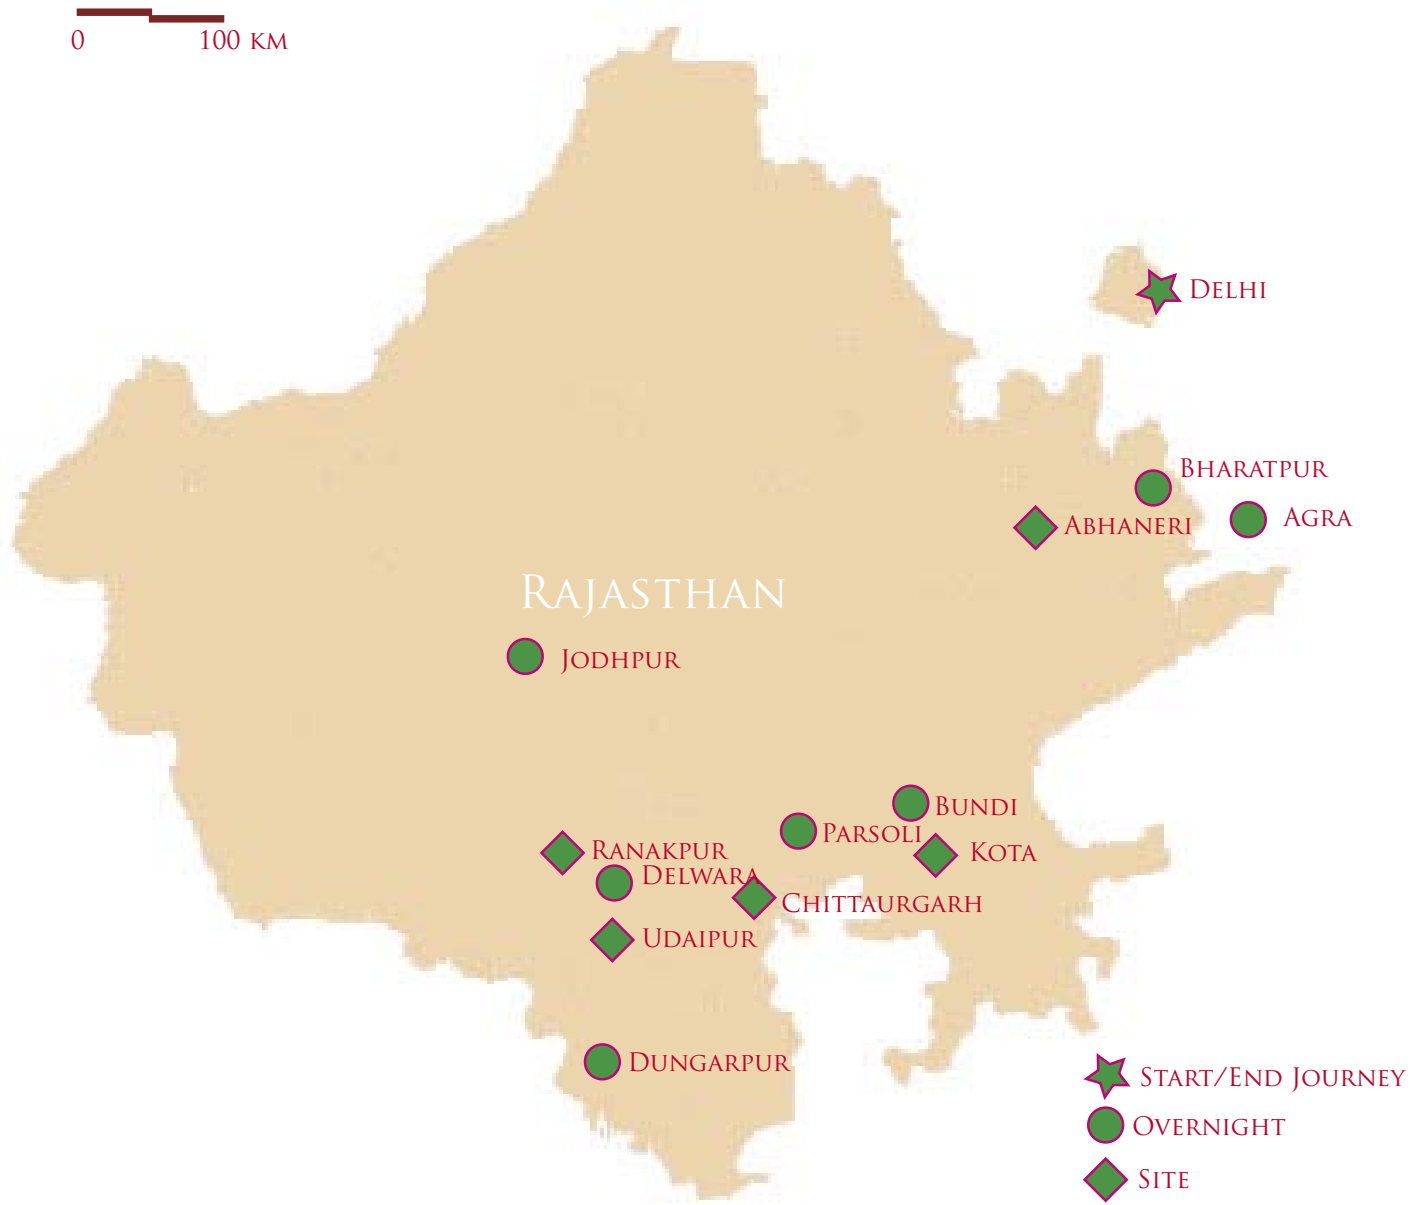 0 100 KM
DELHI
BHARATPUR
AGRA
ABHANERI
RAJASTHAN
JODHPUR
BUNDI
PARSOLI
RANAKPUR
KOTA
DELWARA
CHITTAURGARH
UDAIPUR
DUNGARPUR
START/END JOURNEY
OVERNIGHT
SITE